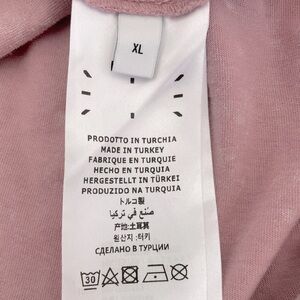 XL
PRODOTTO IN TURCHIA
MADE IN TURKEY
FABRIQUE EN TURQUIE
HECHO EN TURQUIA
HERGESTELLT IN TÜRKEI
PRODUZIDO NA TURQUIA
トルコ製
صنع في تركيا
产地:土耳其
원산지 :터키
СДЕЛАНО В ТУРЦИИ
30